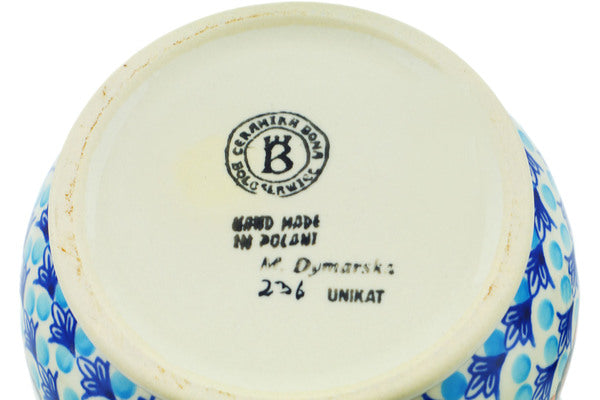 CERAMIKA BONA
BOLESŁAWIEC
B
HAND MADE
IN POLAND
M. Dymarska
236 UNIKAT